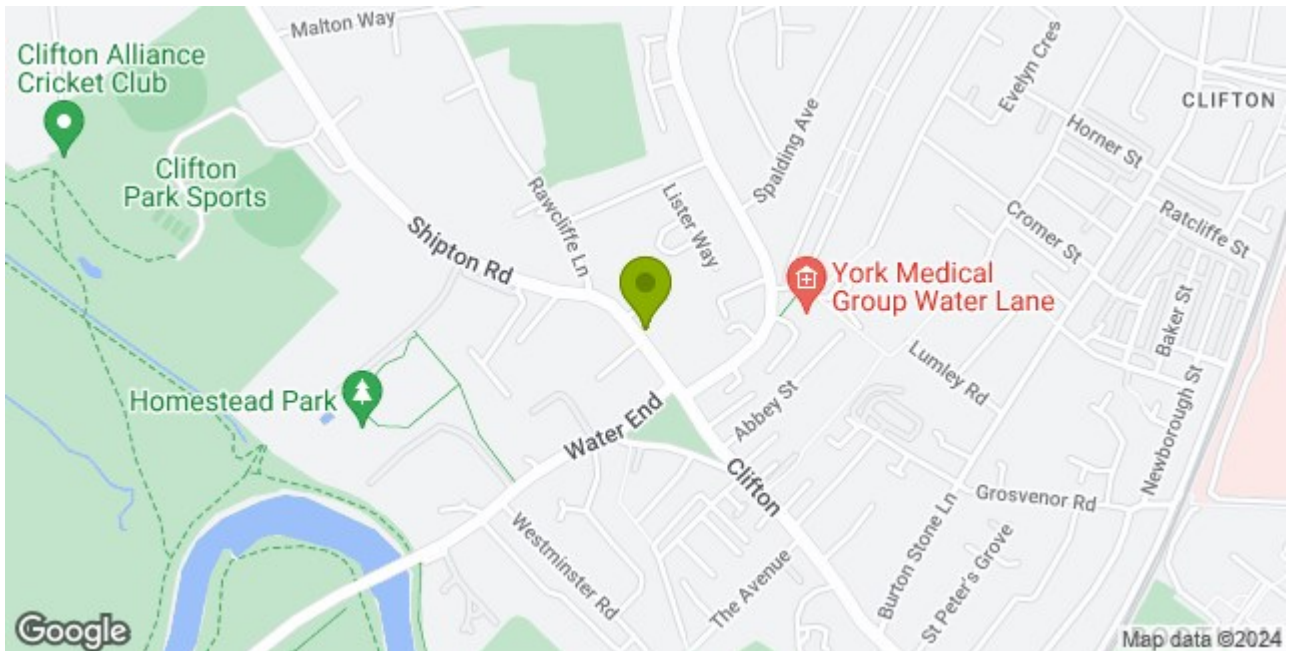 Malton Way
Clifton Alliance
Cricket Club
Evelyn Cres
CLIFTON
Horner St
Spalding Ave
Clifton
Park Sports
Rawcliffe Ln
Lister Way
Ratcliffe St
Cromer St
Shipton Rd
York Medical
Group Water Lane
Baker St
Lumley Rd
Homestead Park
Abbey St
Newborough St
Water End
Clifton
Grosvenor Rd
Westminster Rd
Burton Stone Ln
The Avenue
St Peter's Grove
Google
Map data ©2024